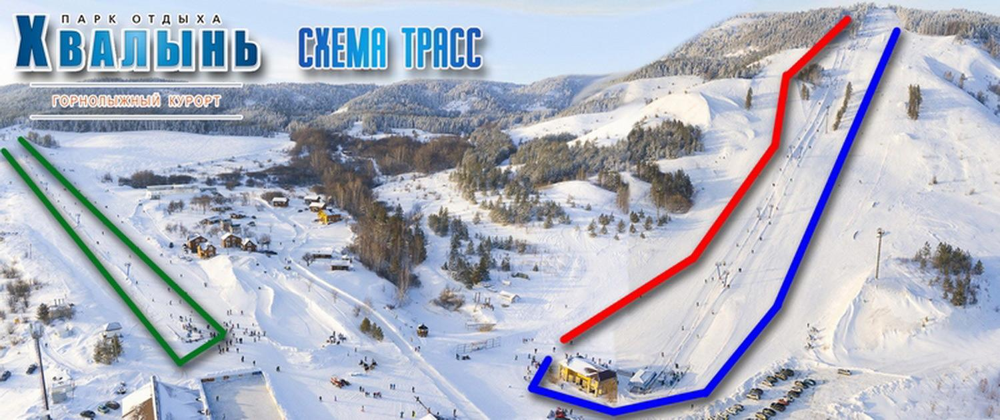 ПАРК ОТДЫХА
ХВАЛЫНЬ
СХЕМА ТРАСС
ГОРНОЛЫЖНЫЙ КУРОРТ